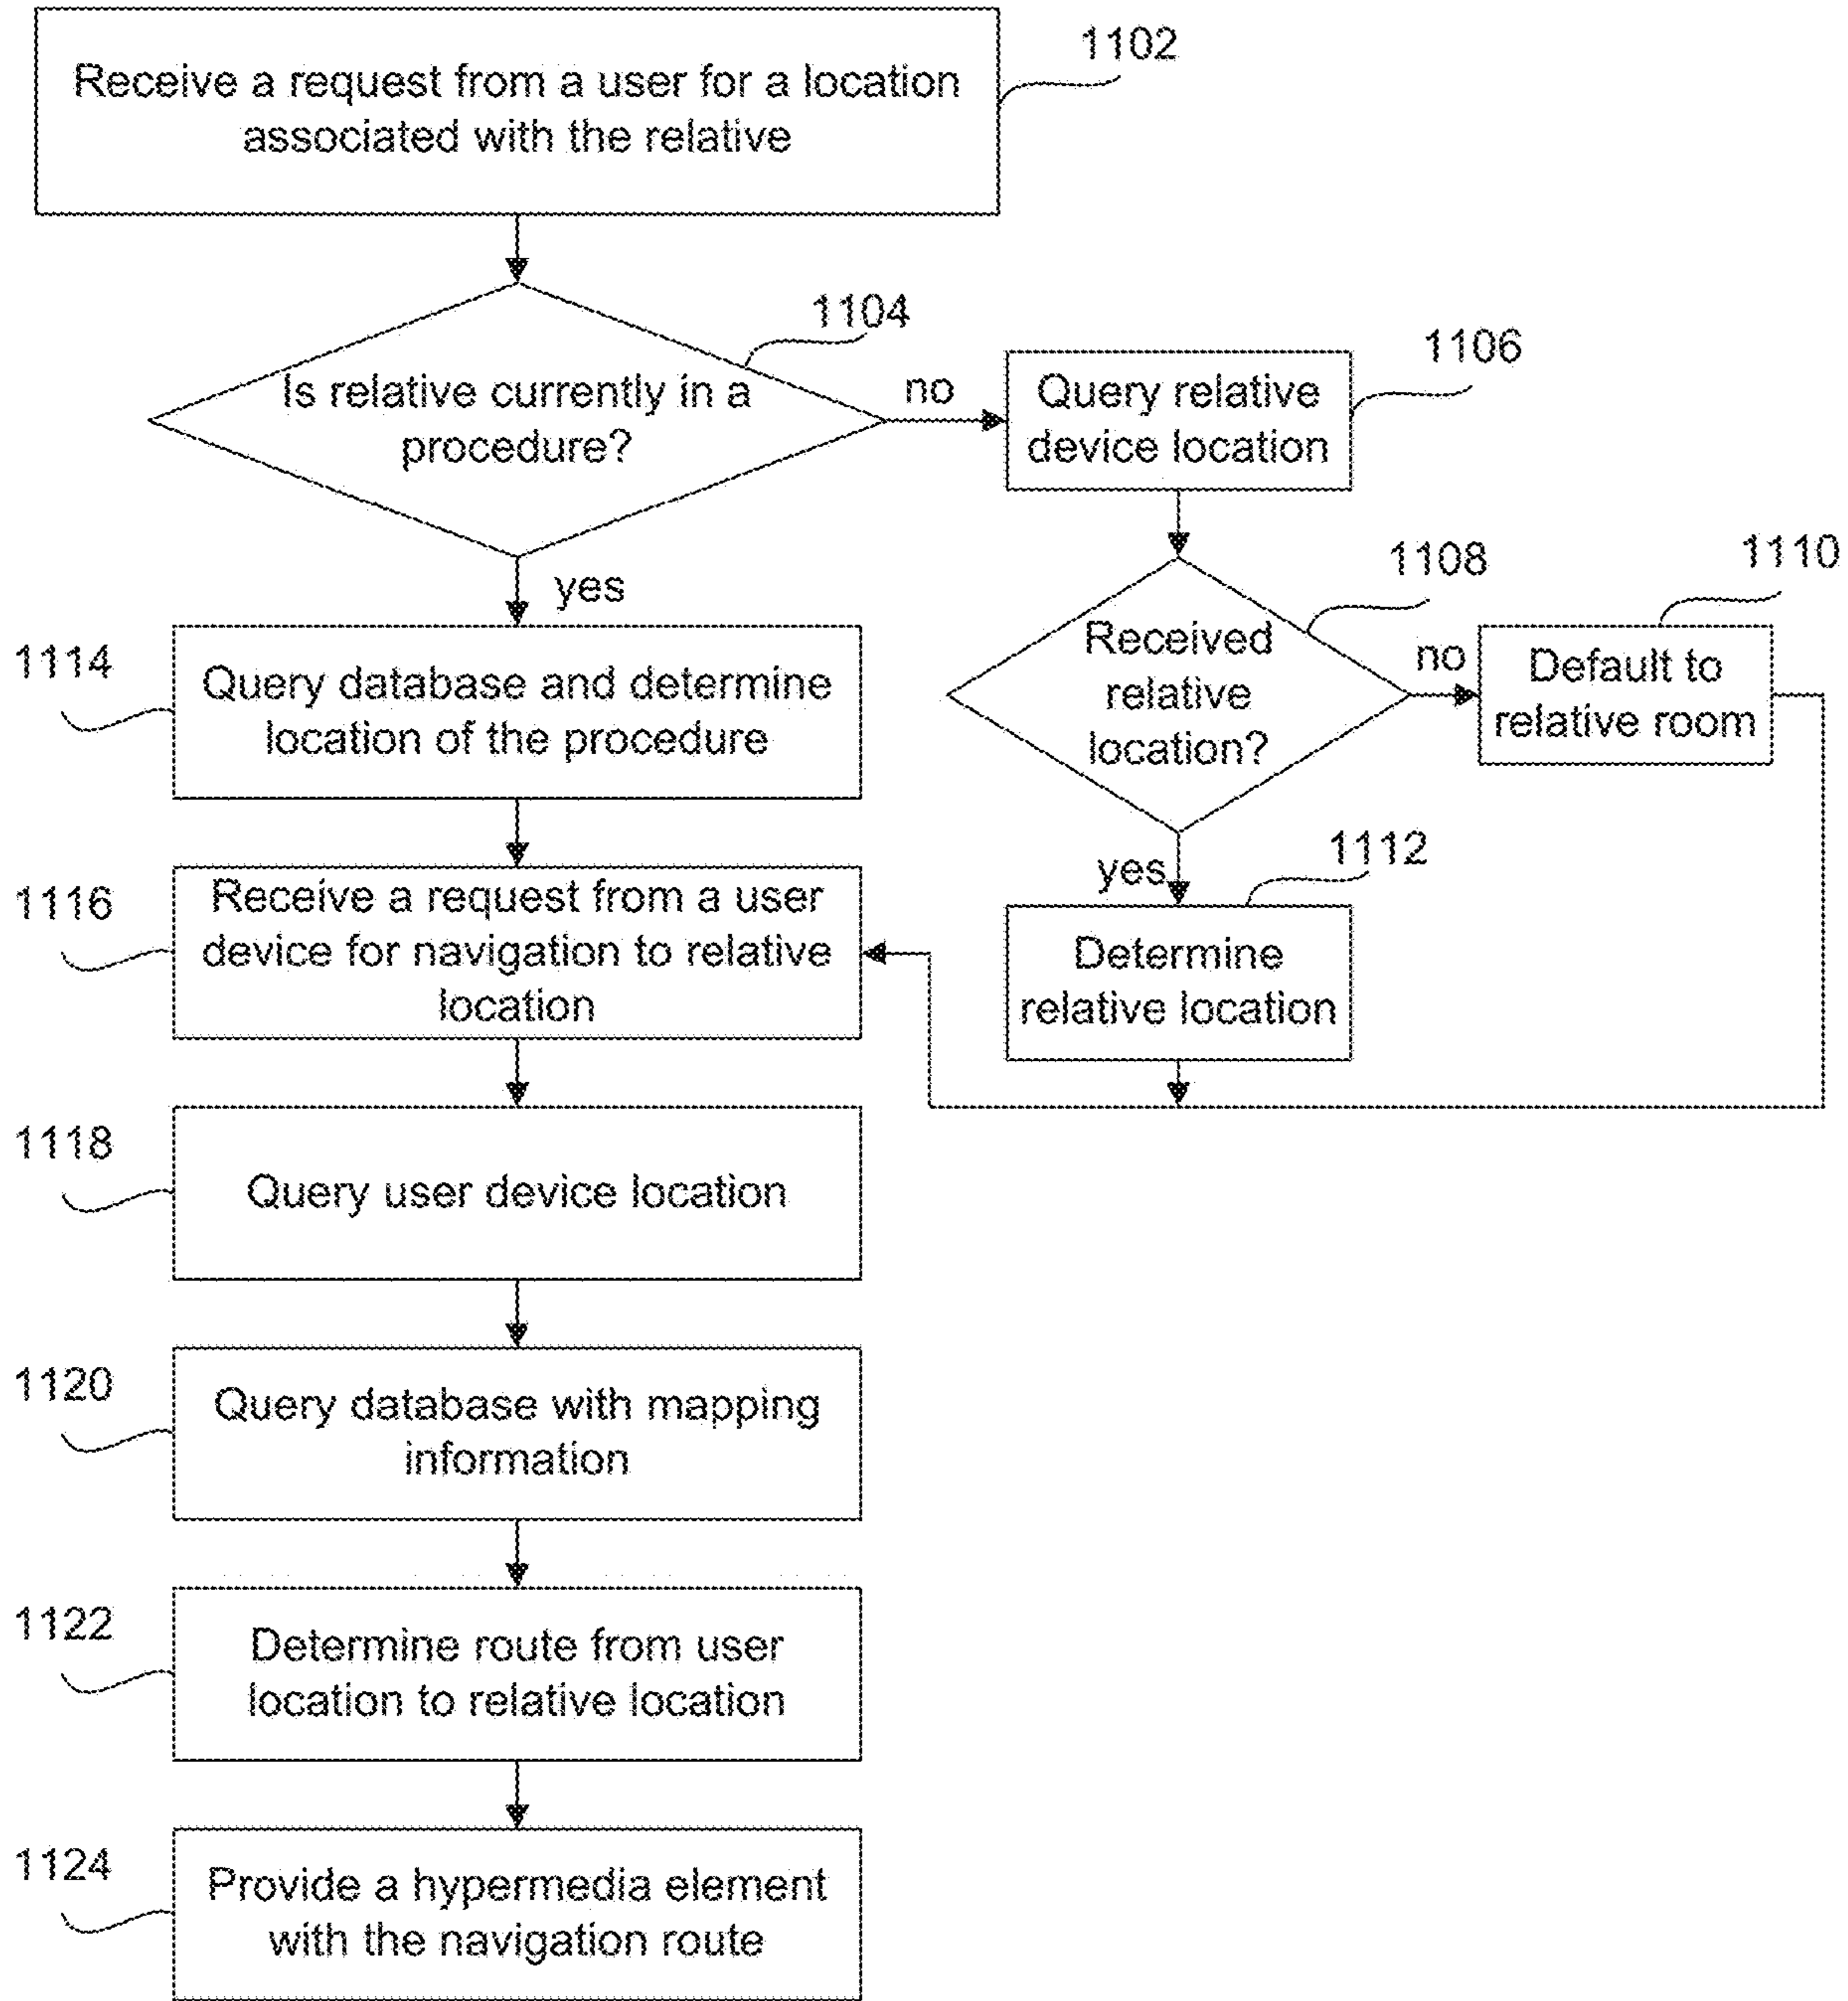 Receive a request from a user for a location
associated with the relative
1102
Is relative currently in a
procedure?
1104
no
Query relative
device location
1106
yes
Received
relative
location?
1108
no
Default to
relative room
1110
yes
Determine
relative location
1112
1114
Query database and determine
location of the procedure
1116
Receive a request from a user
device for navigation to relative
location
1118
Query user device location
1120
Query database with mapping
information
1122
Determine route from user
location to relative location
1124
Provide a hypermedia element
with the navigation route